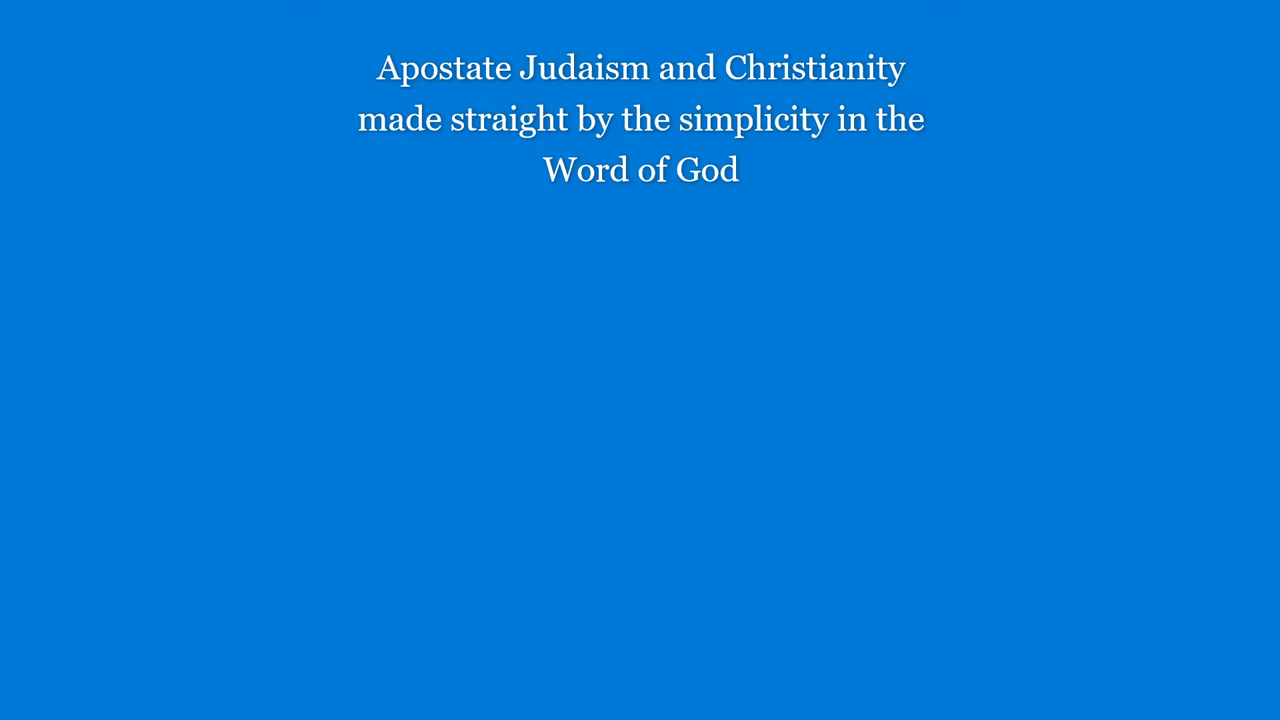 Apostate Judaism and Christianity
made straight by the simplicity in the
Word of God